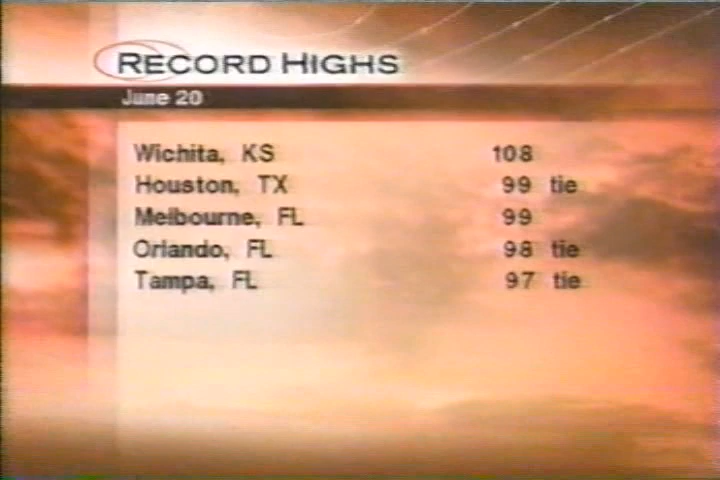 RECORD HIGHS
June 20
Wichita, KS 108
Houston, TX 99 tie
Melbourne, FL 99
Orlando, FL 98 tie
Tampa, FL 97 tie